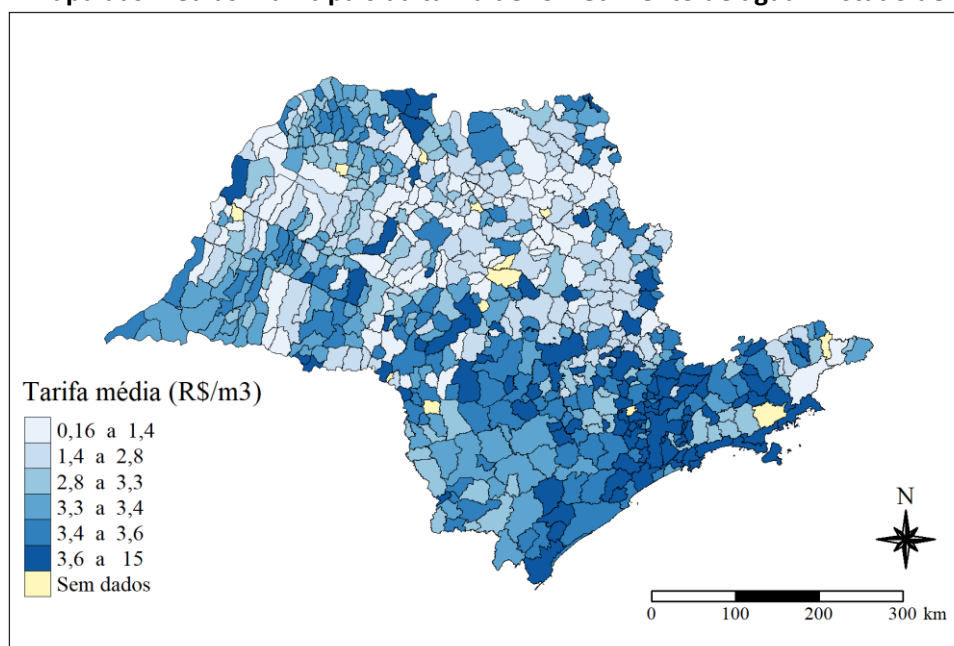 Tarifa média (R$/m3)
0,16 a 1,4
1,4 a 2,8
2,8 a 3,3
3,3 a 3,4
3,4 a 3,6
3,6 a 15
Sem dados
N
0 100 200 300 km